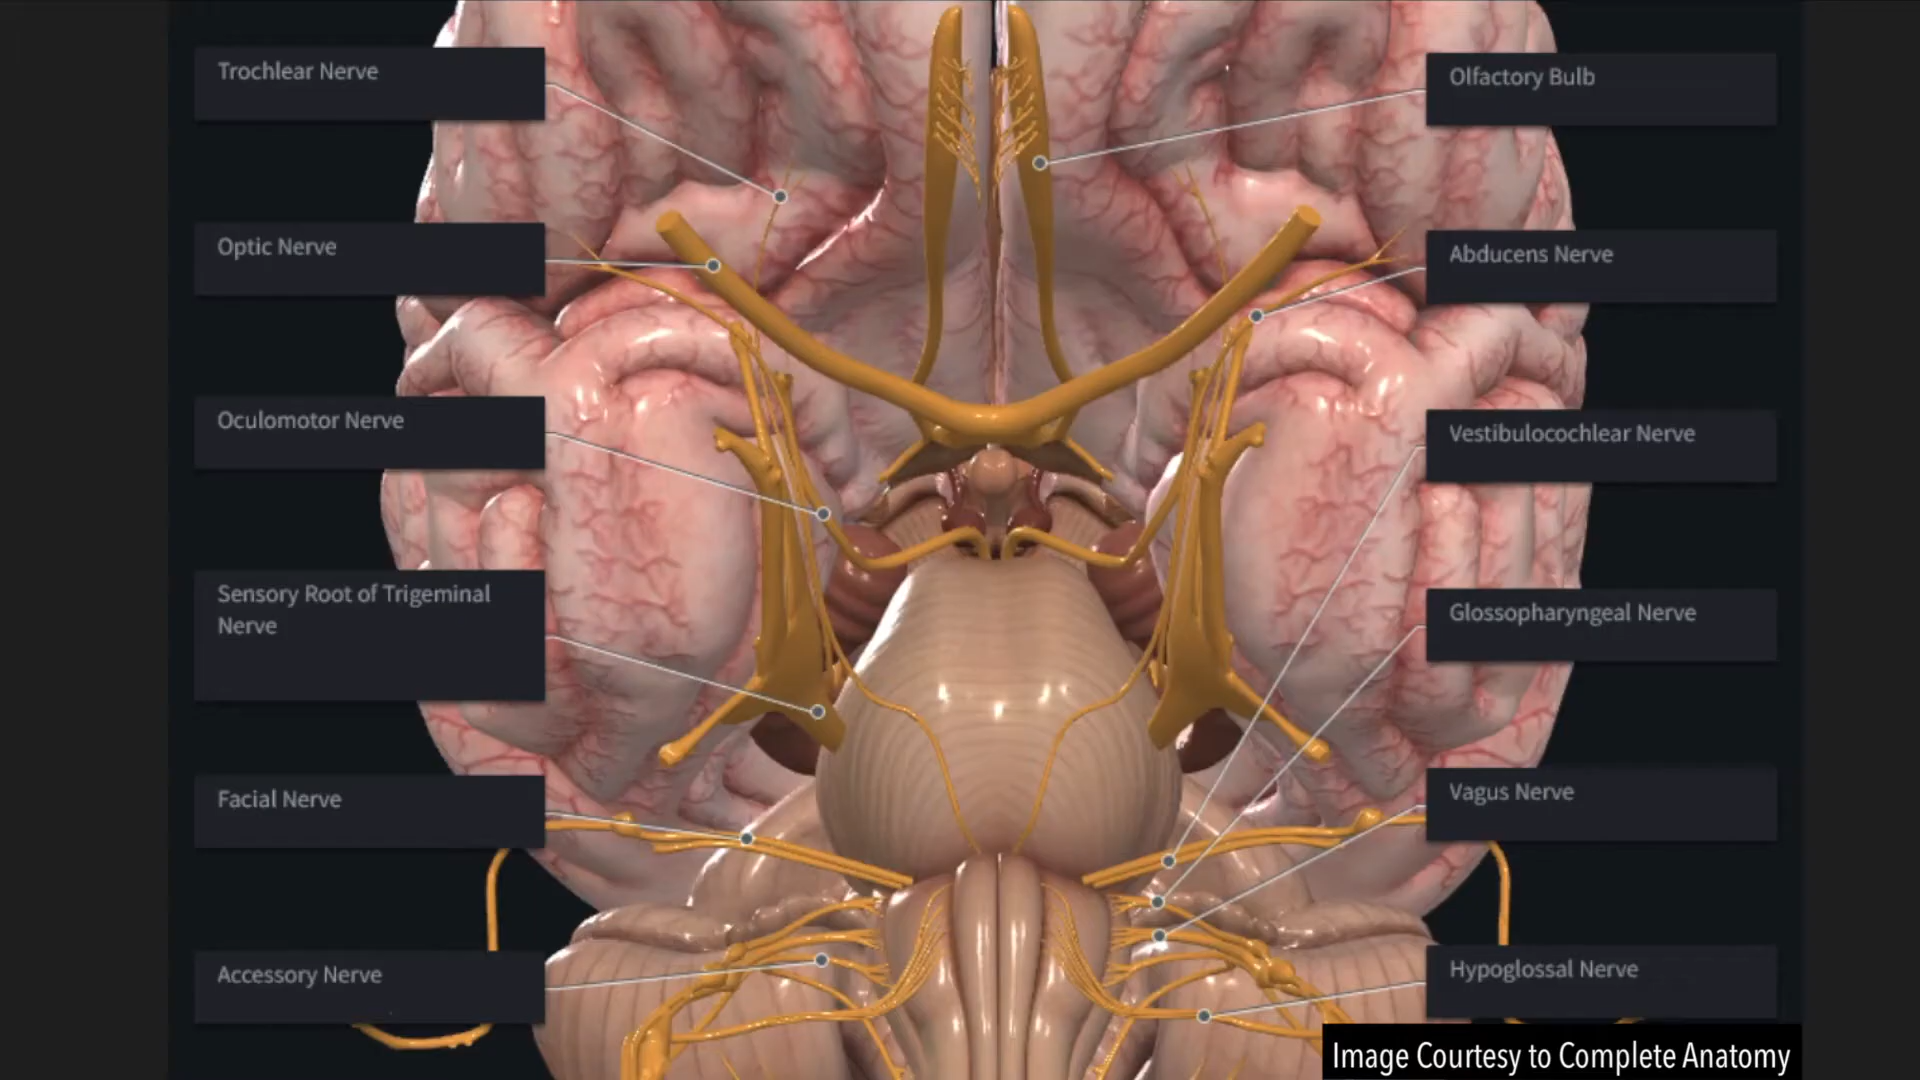 Trochlear Nerve
Optic Nerve
Oculomotor Nerve
Sensory Root of Trigeminal
Nerve
Facial Nerve
Accessory Nerve
Olfactory Bulb
Abducens Nerve
Vestibulocochlear Nerve
Glossopharyngeal Nerve
Vagus Nerve
Hypoglossal Nerve
Image Courtesy to Complete Anatomy